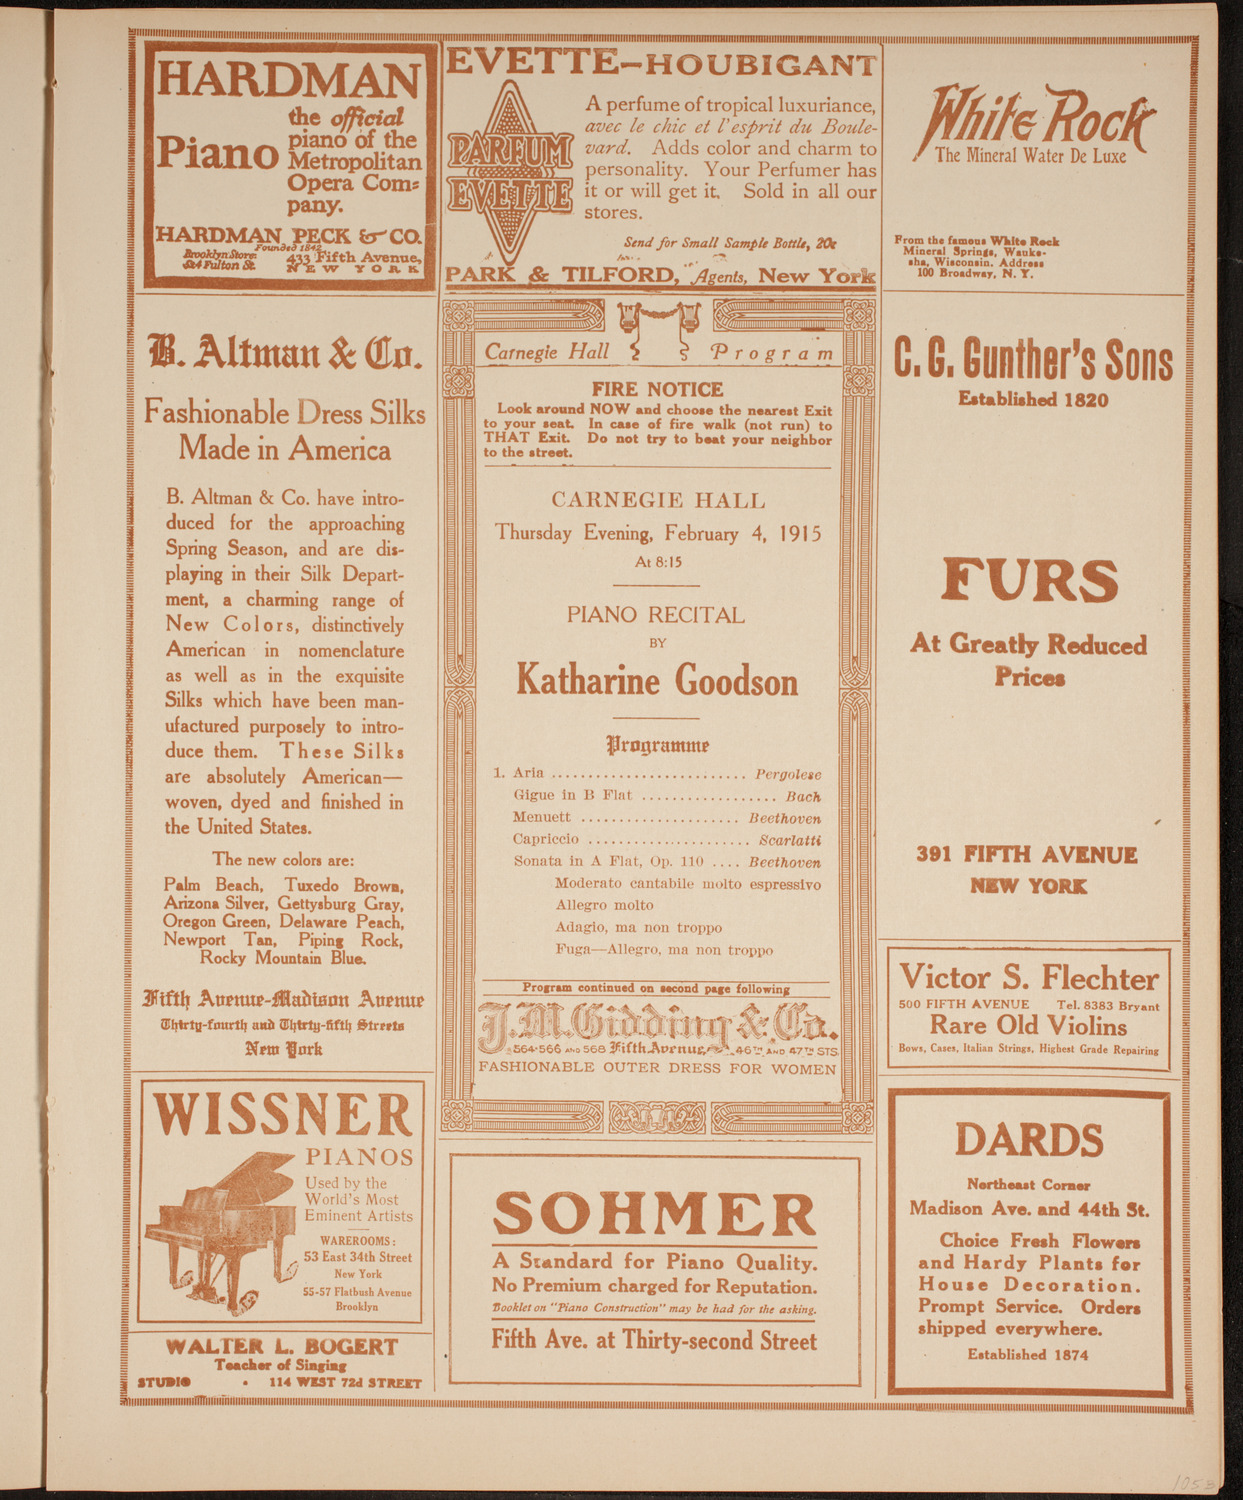 HARDMAN
Piano
the official
piano of the
Metropolitan
Opera Com-
pany.
HARDMAN PECK & CO.
Founded 1842
Brooklyn Store
524 Fulton St.
433 Fifth Avenue,
NEW YORK
B. Altman & Co.
Fashionable Dress Silks
Made in America
B. Altman & Co. have intro-
duced for the approaching
Spring Season, and are dis-
playing in their Silk Depart-
ment, a charming range of
New Colors, distinctively
American in nomenclature
as well as in the exquisite
Silks which have been man-
ufactured purposely to intro-
duce them. These Silks
are absolutely American—
woven, dyed and finished in
the United States.
The new colors are:
Palm Beach, Tuxedo Brown,
Arizona Silver, Gettysburg Gray,
Oregon Green, Delaware Peach,
Newport Tan, Piping Rock,
Rocky Mountain Blue.
Fifth Avenue-Madison Avenue
Thirty-fourth and Thirty-fifth Streets
New York
WISSNER
PIANOS
Used by the
World's Most
Eminent Artists
WAREROOMS:
53 East 34th Street
New York
55-57 Flatbush Avenue
Brooklyn
WALTER L. BOGERT
Teacher of Singing
STUDIO . 114 WEST 72d STREET
EVETTE—HOUBIGANT
PARFUM
EVETTE
A perfume of tropical luxuriance,
avec le chic et l'esprit du Boule-
vard. Adds color and charm to
personality. Your Perfumer has
it or will get it. Sold in all our
stores.
Send for Small Sample Bottle, 20c
PARK & TILFORD, Agents, New York
Carnegie Hall Program
FIRE NOTICE
Look around NOW and choose the nearest Exit
to your seat. In case of fire walk (not run) to
THAT Exit. Do not try to beat your neighbor
to the street.
CARNEGIE HALL
Thursday Evening, February 4, 1915
At 8:15
PIANO RECITAL
BY
Katharine Goodson
Programme
1. Aria .......................... Pergolese
Gigue in B Flat .................. Bach
Menuett ..................... Beethoven
Capriccio ...................... Scarlatti
Sonata in A Flat, Op. 110 .... Beethoven
Moderato cantabile molto espressivo
Allegro molto
Adagio, ma non troppo
Fuga—Allegro, ma non troppo
Program continued on second page following
J.M. Gidding & Co.
564-566 AND 568 Fifth Avenue, 46TH AND 47TH STS.
FASHIONABLE OUTER DRESS FOR WOMEN
SOHMER
A Standard for Piano Quality.
No Premium charged for Reputation.
Booklet on "Piano Construction" may be had for the asking.
Fifth Ave. at Thirty-second Street
White Rock
The Mineral Water De Luxe
From the famous White Rock
Mineral Springs, Wauke-
sha, Wisconsin. Address
100 Broadway, N. Y.
C. G. Gunther's Sons
Established 1820
FURS
At Greatly Reduced
Prices
391 FIFTH AVENUE
NEW YORK
Victor S. Flechter
500 FIFTH AVENUE Tel. 8383 Bryant
Rare Old Violins
Bows, Cases, Italian Strings, Highest Grade Repairing
DARDS
Northeast Corner
Madison Ave. and 44th St.
Choice Fresh Flowers
and Hardy Plants for
House Decoration.
Prompt Service. Orders
shipped everywhere.
Established 1874